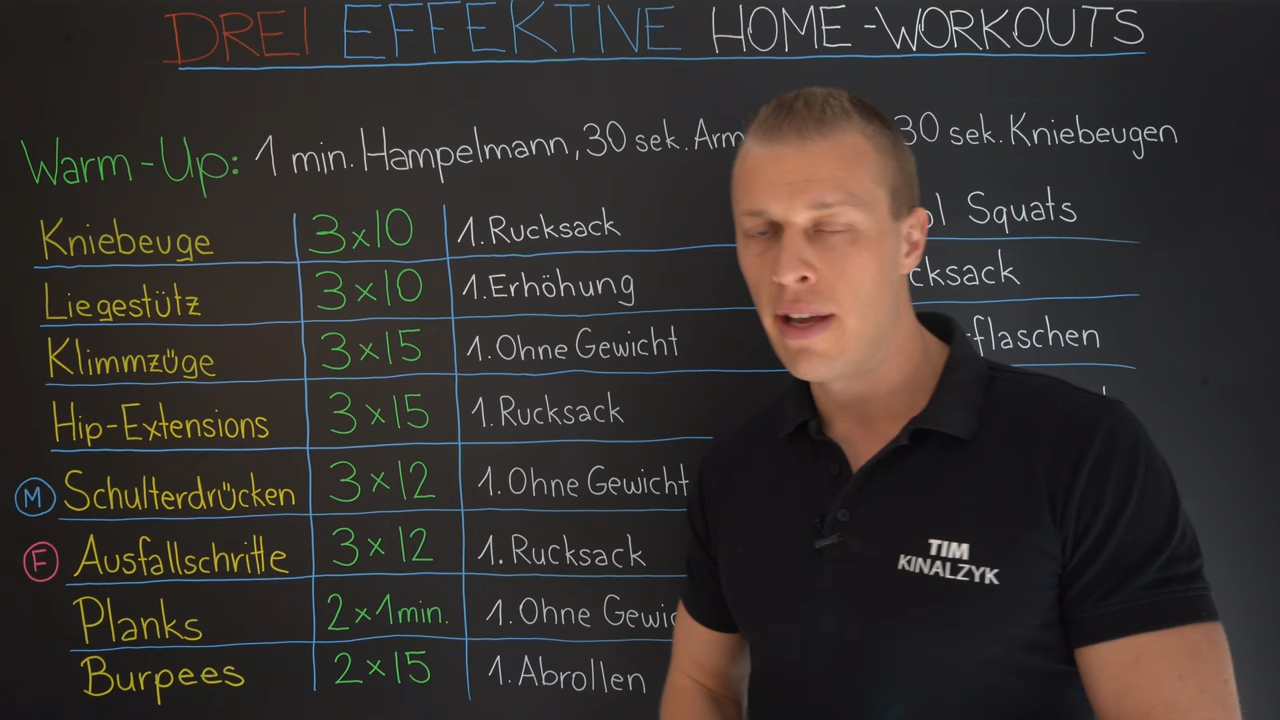 DREI EFFEKTIVE HOME-WORKOUTS
Warm-Up: 1 min. Hampelmann, 30 sek. Arm 30 sek. Kniebeugen
Kniebeuge 3x10 1. Rucksack Squats
Liegestütz 3x10 1. Erhöhung cksack
Klimmzüge 3x15 1. Ohne Gewicht flaschen
Hip-Extensions 3x15 1. Rucksack
M Schulterdrücken 3x12 1. Ohne Gewicht
F Ausfallschritte 3x12 1. Rucksack
Planks 2x1min. 1. Ohne Gewic
Burpees 2x15 1. Abrollen
TIM
KINALZYK